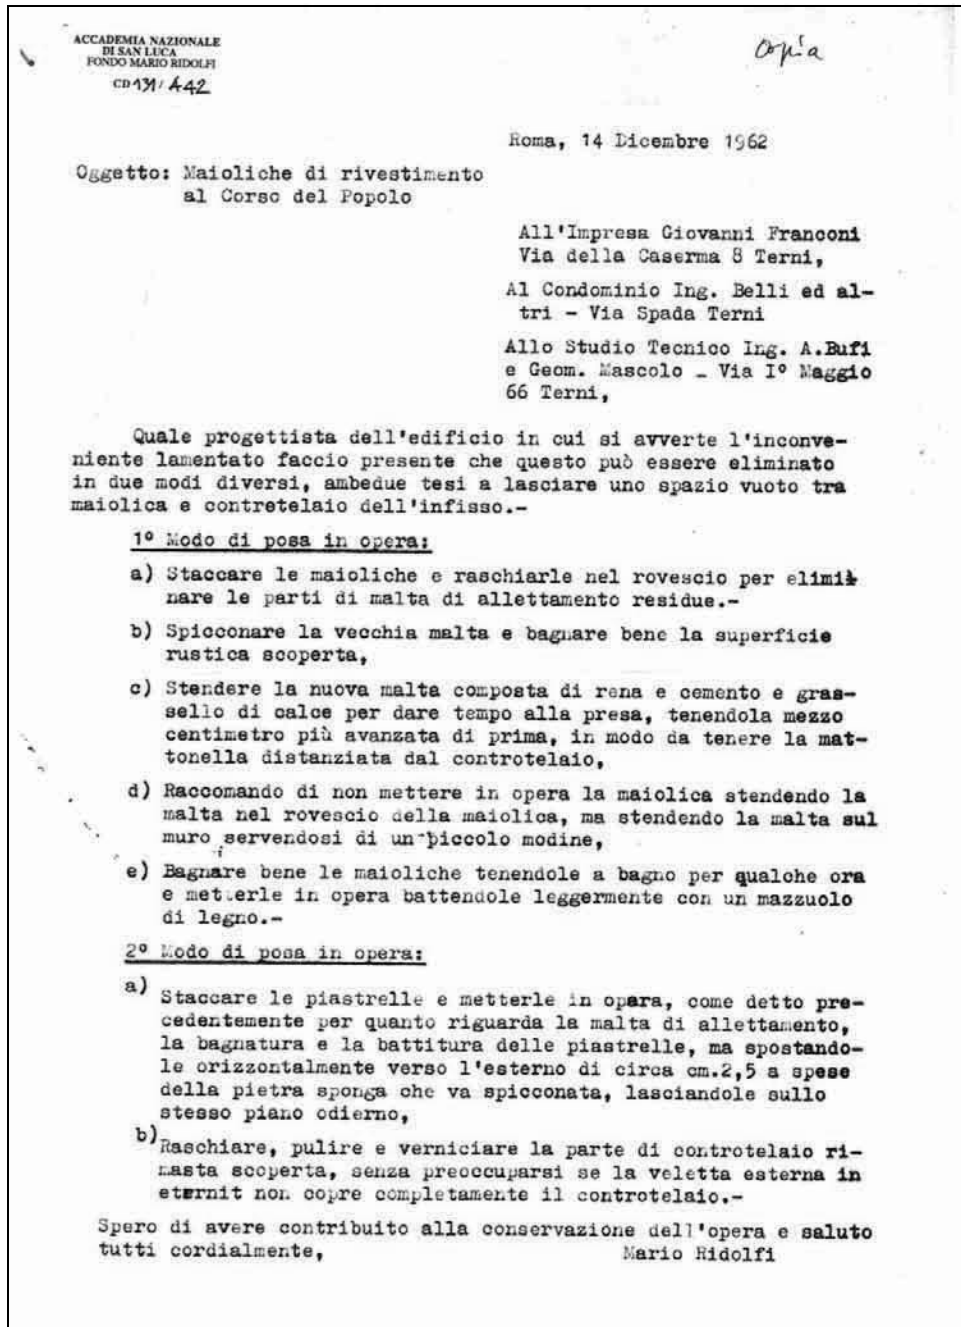 ACCADEMIA NAZIONALE
DI SAN LUCA
FONDO MARIO RIDOLFI
CD 131 / 442
copia
Roma, 14 Dicembre 1962
Oggetto: Maioliche di rivestimento
al Corso del Popolo
All'Impresa Giovanni Franconi
Via della Caserma 8 Terni,
Al Condominio Ing. Belli ed al-
tri - Via Spada Terni
Allo Studio Tecnico Ing. A.Bufi
e Geom. Mascolo - Via I° Maggio
66 Terni,
Quale progettista dell'edificio in cui si avverte l'inconve-
niente lamentato faccio presente che questo può essere eliminato
in due modi diversi, ambedue tesi a lasciare uno spazio vuoto tra
maiolica e contretelaio dell'infisso.-
1° Modo di posa in opera:
a) Staccare le maioliche e raschiarle nel rovescio per elimi
nare le parti di malta di allettamento residue.-
b) Spicconare la vecchia malta e bagnare bene la superficie
rustica scoperta,
c) Stendere la nuova malta composta di rena e cemento e gras-
sello di calce per dare tempo alla presa, tenendola mezzo
centimetro più avanzata di prima, in modo da tenere la mat-
tonella distanziata dal controtelaio,
d) Raccomando di non mettere in opera la maiolica stendendo la
malta nel rovescio della maiolica, ma stendendo la malta sul
muro servendosi di un piccolo modine,
e) Bagnare bene le maioliche tenendole a bagno per qualche ora
e metterle in opera battendole leggermente con un mazzuolo
di legno.-
2° Modo di posa in opera:
a) Staccare le piastrelle e metterle in opara, come detto pre-
cedentemente per quanto riguarda la malta di allettamento,
la bagnatura e la battitura delle piastrelle, ma spostando-
le orizzontalmente verso l'esterno di circa cm.2,5 a spese
della pietra sponga che va spicconata, lasciandole sullo
stesso piano odierno,
b) Raschiare, pulire e verniciare la parte di controtelaio ri-
masta scoperta, senza preoccuparsi se la veletta esterna in
eternit non copre completamente il controtelaio.-
Spero di avere contribuito alla conservazione dell'opera e saluto
tutti cordialmente,
Mario Ridolfi